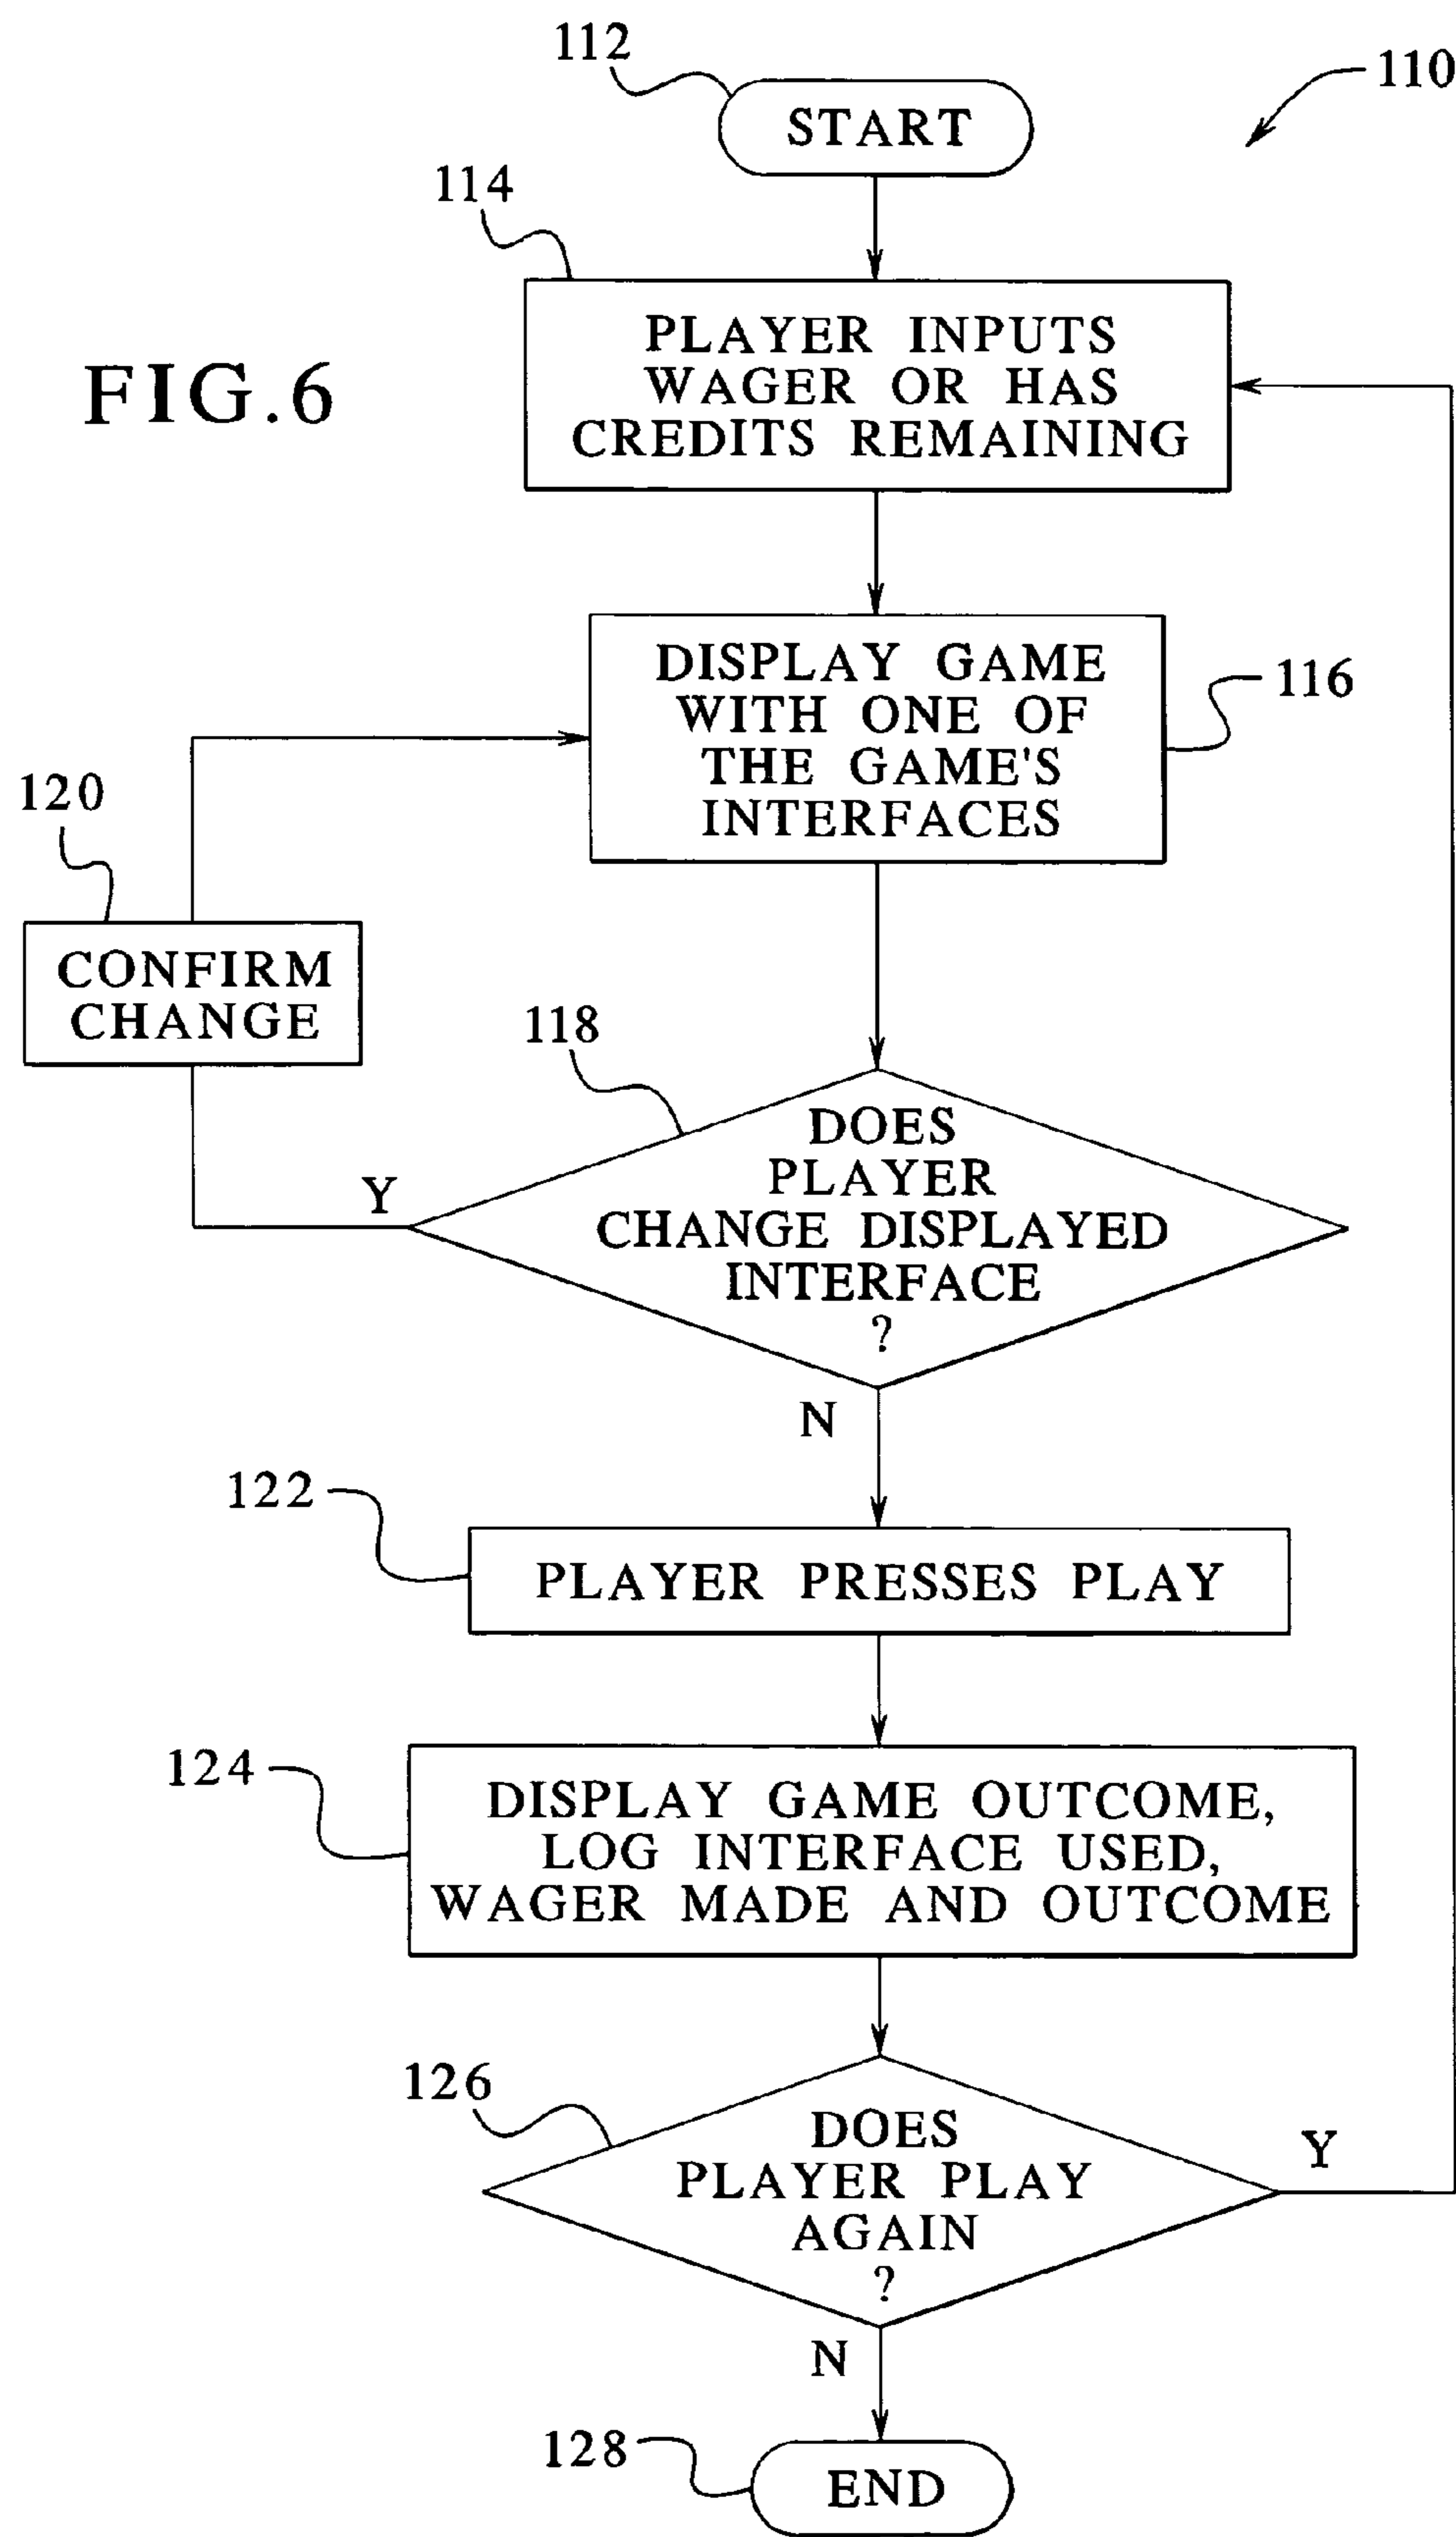 112
START
110
114
PLAYER INPUTS
WAGER OR HAS
CREDITS REMAINING
FIG.6
DISPLAY GAME
WITH ONE OF
THE GAME'S
INTERFACES
116
120
CONFIRM
CHANGE
118
DOES
PLAYER
CHANGE DISPLAYED
INTERFACE
?
Y
N
122
PLAYER PRESSES PLAY
124
DISPLAY GAME OUTCOME,
LOG INTERFACE USED,
WAGER MADE AND OUTCOME
126
DOES
PLAYER PLAY
AGAIN
?
Y
N
128
END